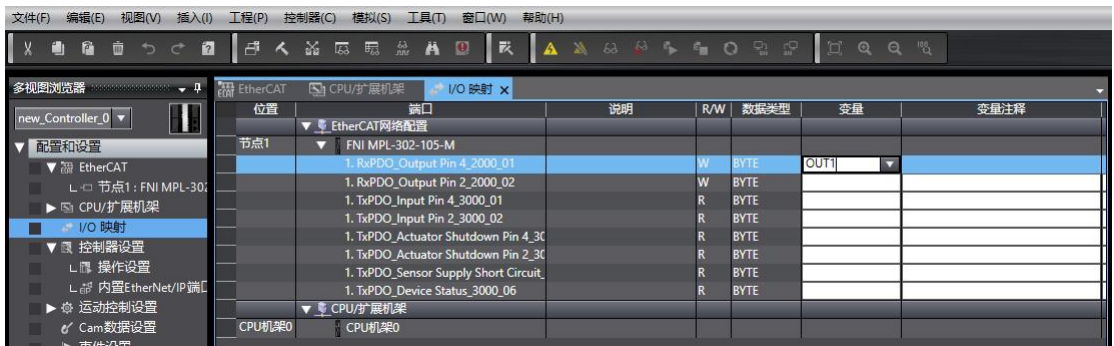 文件(F) 编辑(E) 视图(V) 插入(I) 工程(P) 控制器(C) 模拟(S) 工具(T) 窗口(W) 帮助(H)
多视图浏览器
EtherCAT CPU/扩展机架 I/O 映射
new_Controller_0
配置和设置
EtherCAT
节点1 : FNI MPL-302
CPU/扩展机架
I/O 映射
控制器设置
操作设置
内置EtherNet/IP端口
运动控制设置
Cam数据设置
事件设置
位置 端口 说明 R/W 数据类型 变量 变量注释
EtherCAT网络配置
节点1 FNI MPL-302-105-M
1. RxPDO_Output Pin 4_2000_01 W BYTE OUT1
1. RxPDO_Output Pin 2_2000_02 W BYTE
1. TxPDO_Input Pin 4_3000_01 R BYTE
1. TxPDO_Input Pin 2_3000_02 R BYTE
1. TxPDO_Actuator Shutdown Pin 4_30 R BYTE
1. TxPDO_Actuator Shutdown Pin 2_30 R BYTE
1. TxPDO_Sensor Supply Short Circuit_ R BYTE
1. TxPDO_Device Status_3000_06 R BYTE
CPU/扩展机架
CPU机架0 CPU机架0